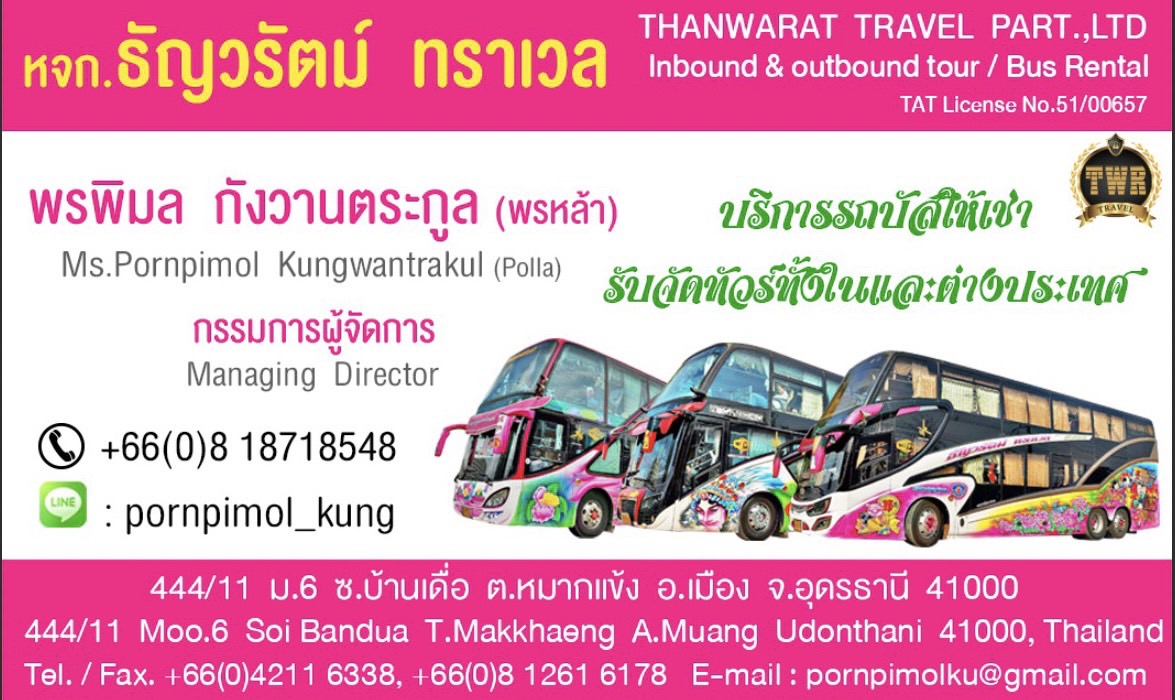 หจก.ธัญวรัตม์ ทราเวล
THANWARAT TRAVEL PART.,LTD
Inbound & outbound tour / Bus Rental
TAT License No.51/00657
TWR
TRAVEL
พรพิมล กังวานตระกูล (พรหล้า)
Ms.Pornpimol Kungwantrakul (Polla)
กรรมการผู้จัดการ
Managing Director
บริการรถบัสให้เช่า
รับจัดทัวร์ทั้งในและต่างประเทศ
+66(0)8 18718548
LINE : pornpimol_kung
444/11 ม.6 ซ.บ้านเดื่อ ต.หมากแข้ง อ.เมือง จ.อุดรธานี 41000
444/11 Moo.6 Soi Bandua T.Makkhaeng A.Muang Udonthani 41000, Thailand
Tel. / Fax. +66(0)4211 6338, +66(0)8 1261 6178 E-mail : pornpimolku@gmail.com